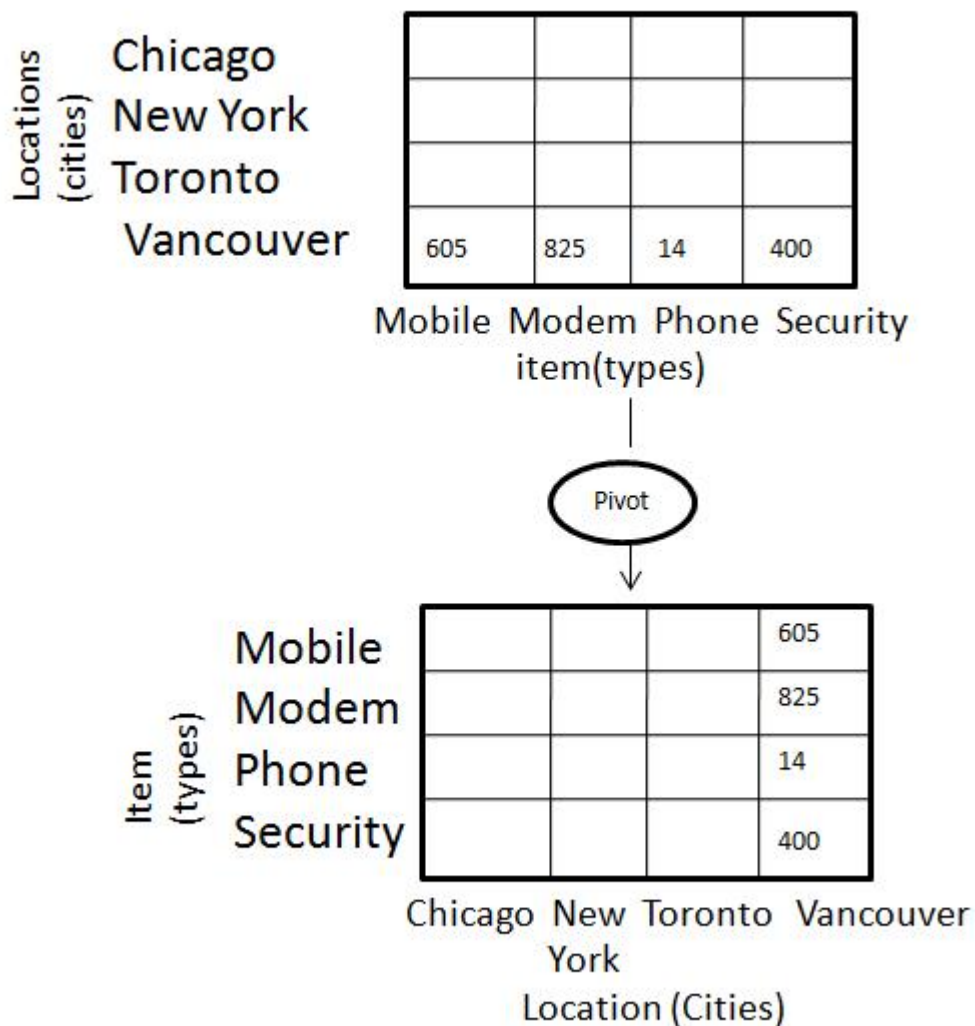 Locations
(cities)
Chicago
New York
Toronto
Vancouver
605 825 14 400
Mobile Modem Phone Security
item(types)
Pivot
Item
(types)
Mobile
Modem
Phone
Security
605
825
14
400
Chicago New Toronto Vancouver
York
Location (Cities)